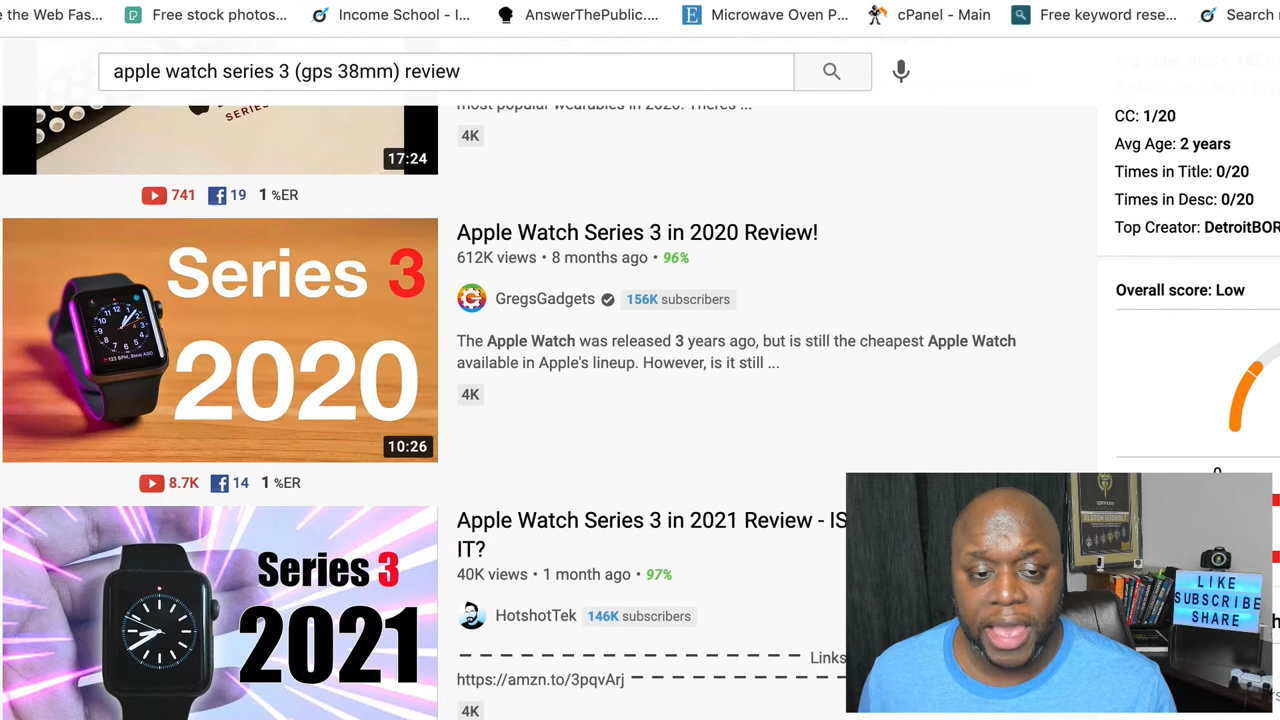 e the Web Fas...
Free stock photos...
Income School - I...
AnswerThePublic....
Microwave Oven P...
cPanel - Main
Free keyword rese...
Search
apple watch series 3 (gps 38mm) review
most popular wearables in 2020. There's ...
4K
SERIES
17:24
741 19 1 %ER
CC: 1/20
Avg Age: 2 years
Times in Title: 0/20
Times in Desc: 0/20
Top Creator: DetroitBOR
Overall score: Low
0
Series 3
2020
10:26
8.7K 14 1 %ER
Apple Watch Series 3 in 2020 Review!
612K views • 8 months ago • 96%
GregsGadgets 156K subscribers
The Apple Watch was released 3 years ago, but is still the cheapest Apple Watch
available in Apple's lineup. However, is it still ...
4K
Series 3
2021
Apple Watch Series 3 in 2021 Review - IS
IT?
40K views • 1 month ago • 97%
HotshotTek 146K subscribers
Links
https://amzn.to/3pqvArj
4K
LIKE
SUBSCRIBE
SHARE